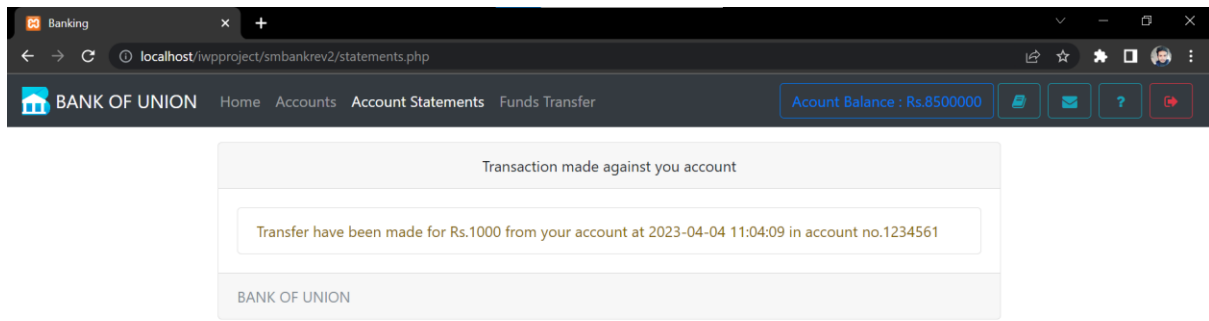 Banking
localhost/iwpproject/smbankrev2/statements.php
BANK OF UNION Home Accounts Account Statements Funds Transfer Acount Balance : Rs.8500000 ?
Transaction made against you account
Transfer have been made for Rs.1000 from your account at 2023-04-04 11:04:09 in account no.1234561
BANK OF UNION